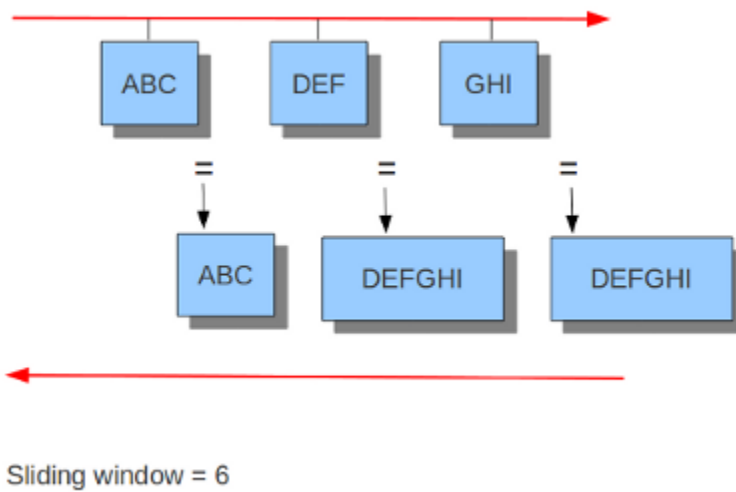 ABC DEF GHI
= = =
ABC DEFGHI DEFGHI
Sliding window = 6